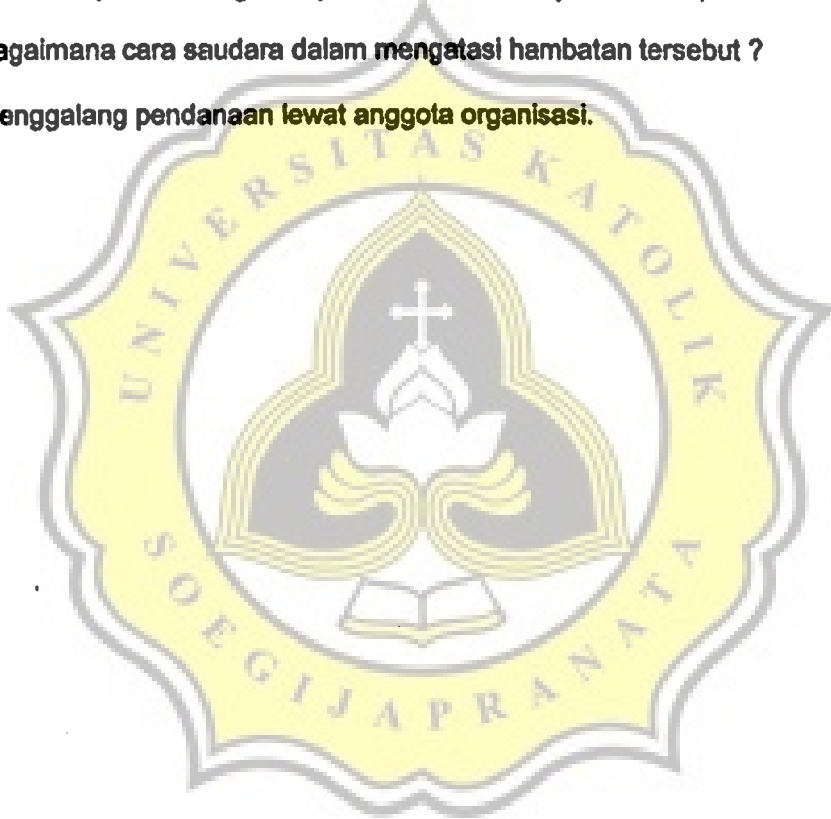 agaimana cara saudara dalam mengatasi hambatan tersebut ?
enggalang pendanaan lewat anggota organisasi.
UNIVERSITAS KATOLIK
SOEGIJAPRANATA